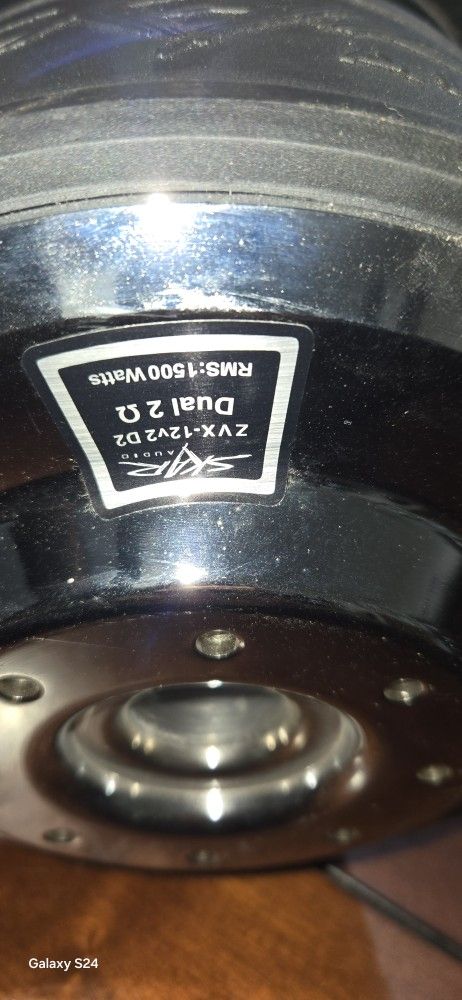 SKAR
AUDIO
ZVX-12v2 D2
Dual 2 Ω
RMS:1500 Watts
Galaxy S24